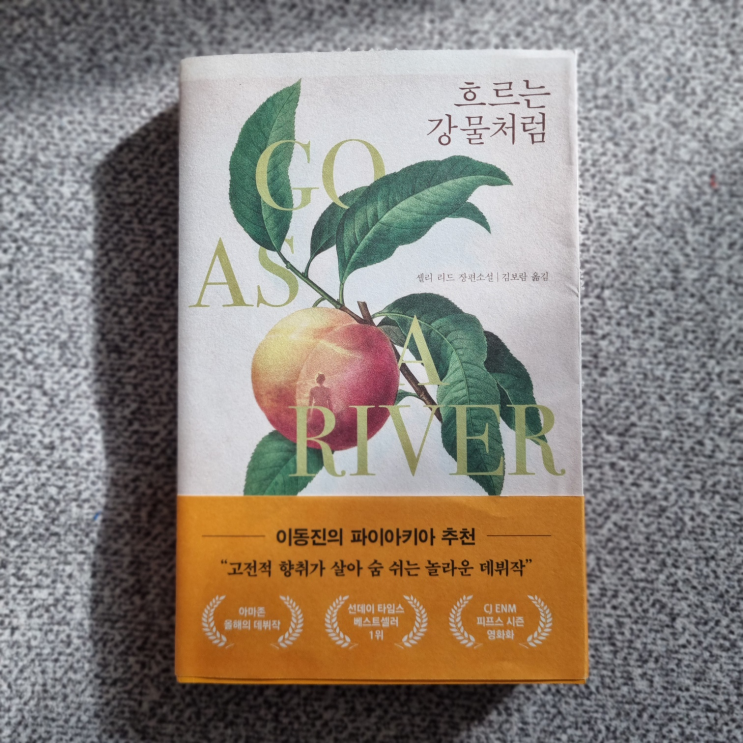 흐르는
강물처럼
GO
AS
셸리 리드 장편소설 | 김보람 옮김
A
RIVER
이동진의 파이아키아 추천
“고전적 향취가 살아 숨 쉬는 놀라운 데뷔작”
아마존
올해의 데뷔작
선데이 타임스
베스트셀러
1위
CJ ENM
피프스 시즌
영화화